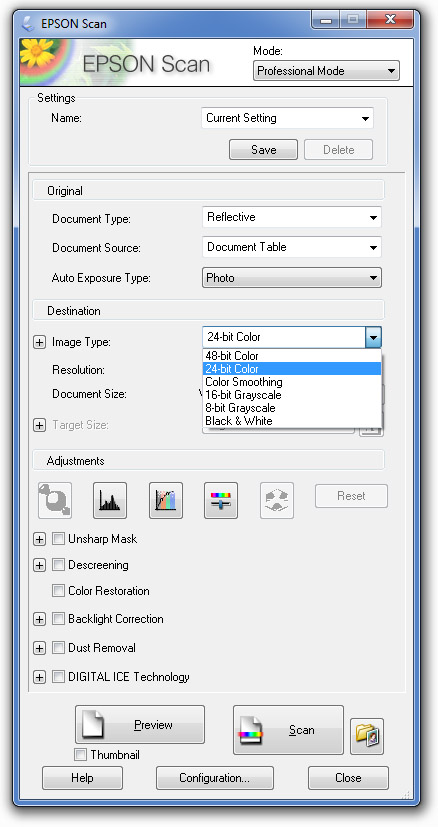 EPSON Scan
EPSON Scan
Mode:
Professional Mode
Settings
Name:
Current Setting
Save
Delete
Original
Document Type:
Reflective
Document Source:
Document Table
Auto Exposure Type:
Photo
Destination
Image Type:
24-bit Color
48-bit Color
24-bit Color
Color Smoothing
16-bit Grayscale
8-bit Grayscale
Black & White
Resolution:
Document Size:
Target Size:
Adjustments
Reset
Unsharp Mask
Descreening
Color Restoration
Backlight Correction
Dust Removal
DIGITAL ICE Technology
Preview
Scan
Thumbnail
Help
Configuration...
Close